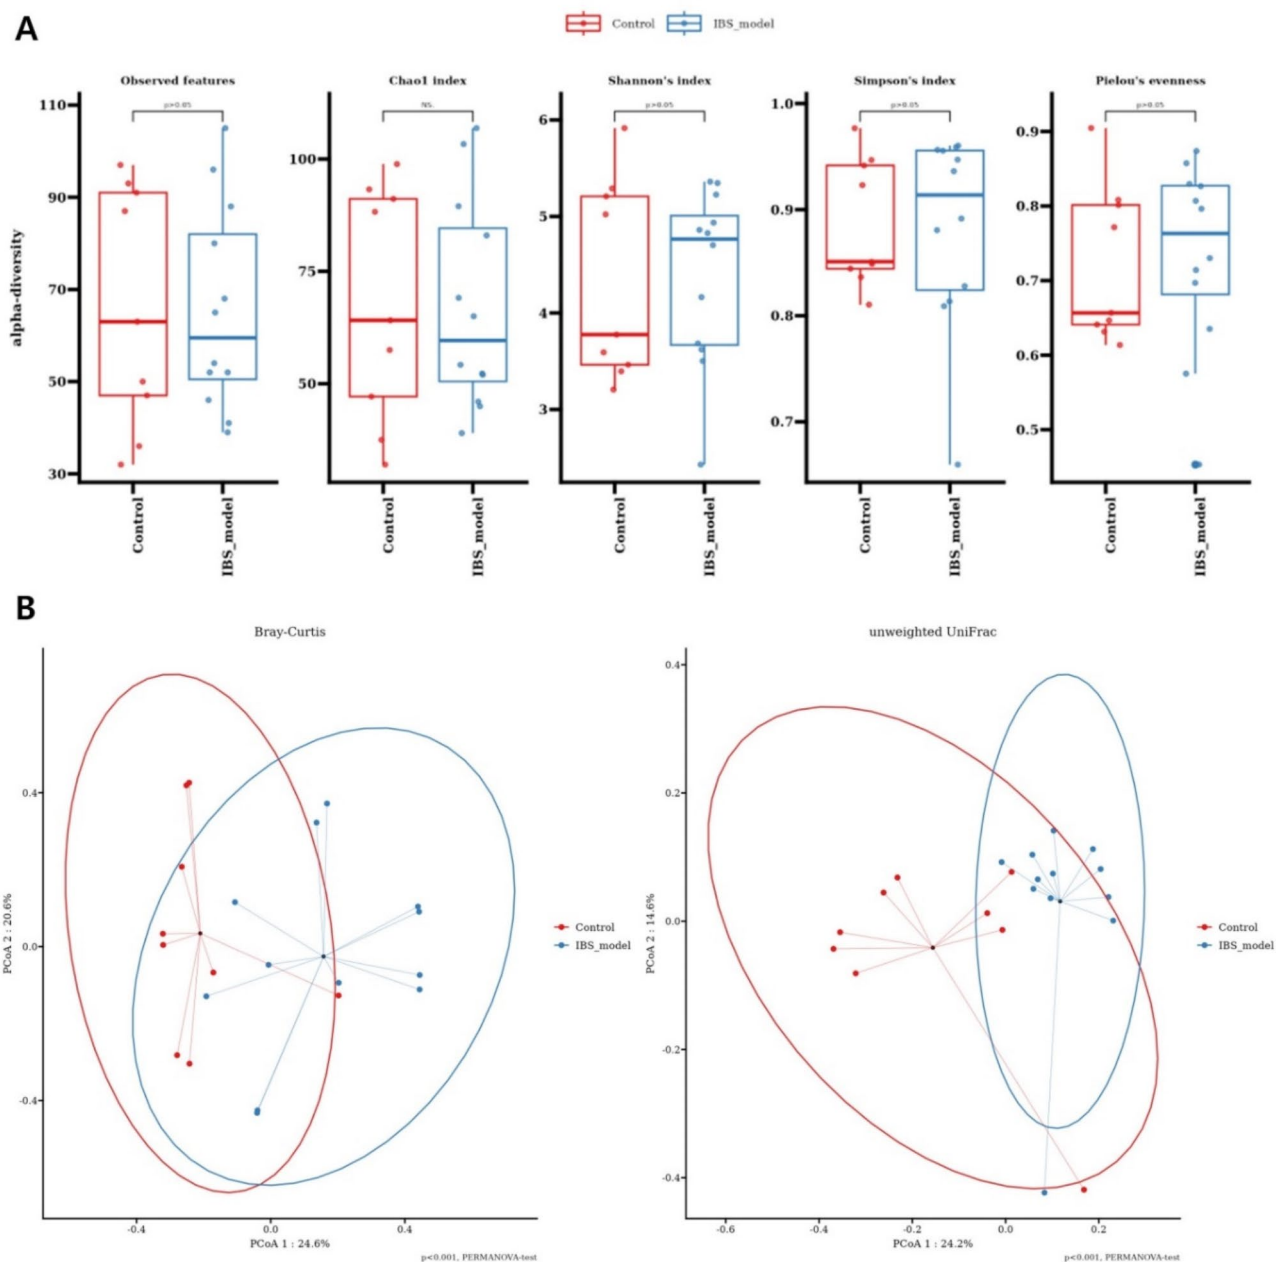 A
Control IBS_model
Observed features
Chao1 index
Shannon's index
Simpson's index
Pielou's evenness
p>0.05
NS.
p>0.05
p>0.05
p>0.05
alpha-diversity
110
90
70
50
30
100
75
50
6
5
4
3
1.0
0.9
0.8
0.7
0.9
0.8
0.7
0.6
0.5
Control
IBS_model
Control
IBS_model
Control
IBS_model
Control
IBS_model
Control
IBS_model
B
Bray-Curtis
PCoA 2 : 20.6%
0.4
0.0
-0.4
-0.4 0.0 0.4
PCoA 1 : 24.6%
p<0.001, PERMANOVA-test
Control
IBS_model
unweighted UniFrac
PCoA 2 : 14.6%
0.4
0.2
0.0
-0.2
-0.4
-0.6 -0.4 -0.2 0.0 0.2
PCoA 1 : 24.2%
p<0.001, PERMANOVA-test
Control
IBS_model